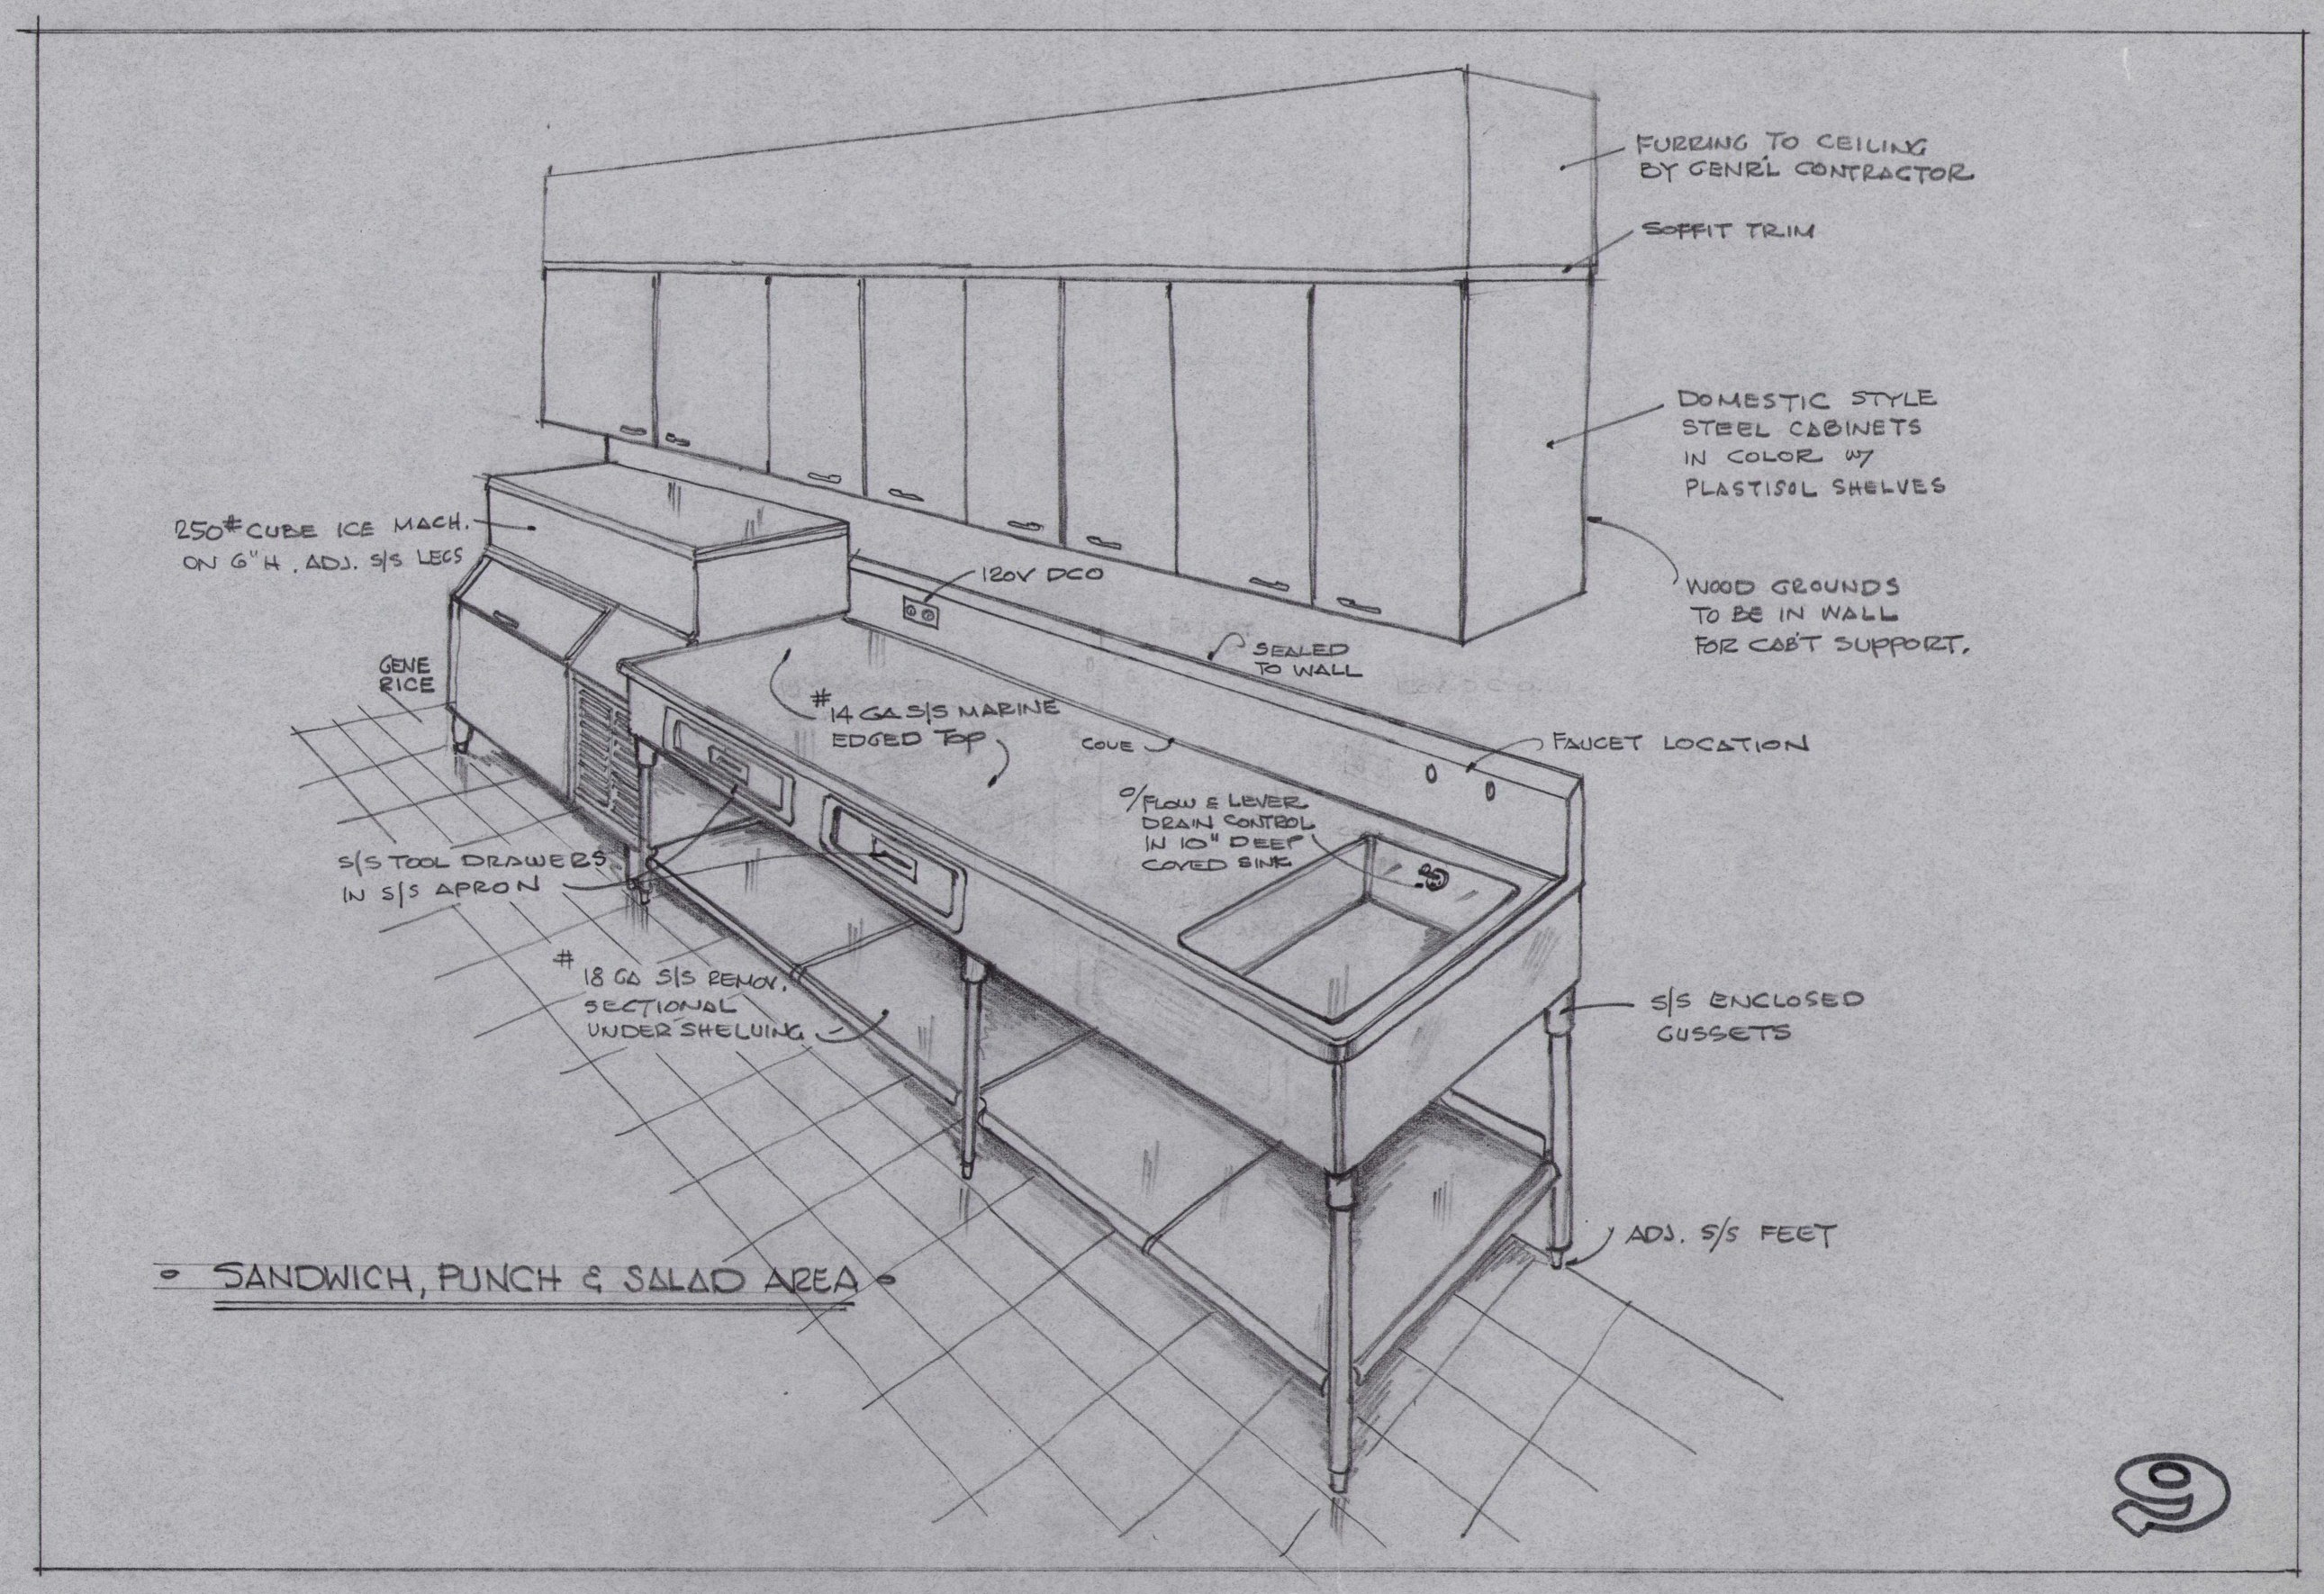 FURRING TO CEILING
BY GENR'L CONTRACTOR
SOFFIT TRIM
DOMESTIC STYLE
STEEL CABINETS
IN COLOR W/
PLASTISOL SHELVES
250# CUBE ICE MACH.
ON 6"H. ADJ. S/S LEGS
120V DCO
WOOD GROUNDS
TO BE IN WALL
FOR CAB'T SUPPORT.
SEALED
TO WALL
GENE
RICE
#14 GA S/S MARINE
EDGED TOP
COVE
FAUCET LOCATION
O/FLOW & LEVER
DRAIN CONTROL
IN 10" DEEP
COVED SINK
S/S TOOL DRAWERS
IN S/S APRON
#18 GA S/S REMOV.
SECTIONAL
UNDERSHELVING
S/S ENCLOSED
GUSSETS
ADJ. S/S FEET
SANDWICH, PUNCH & SALAD AREA
9